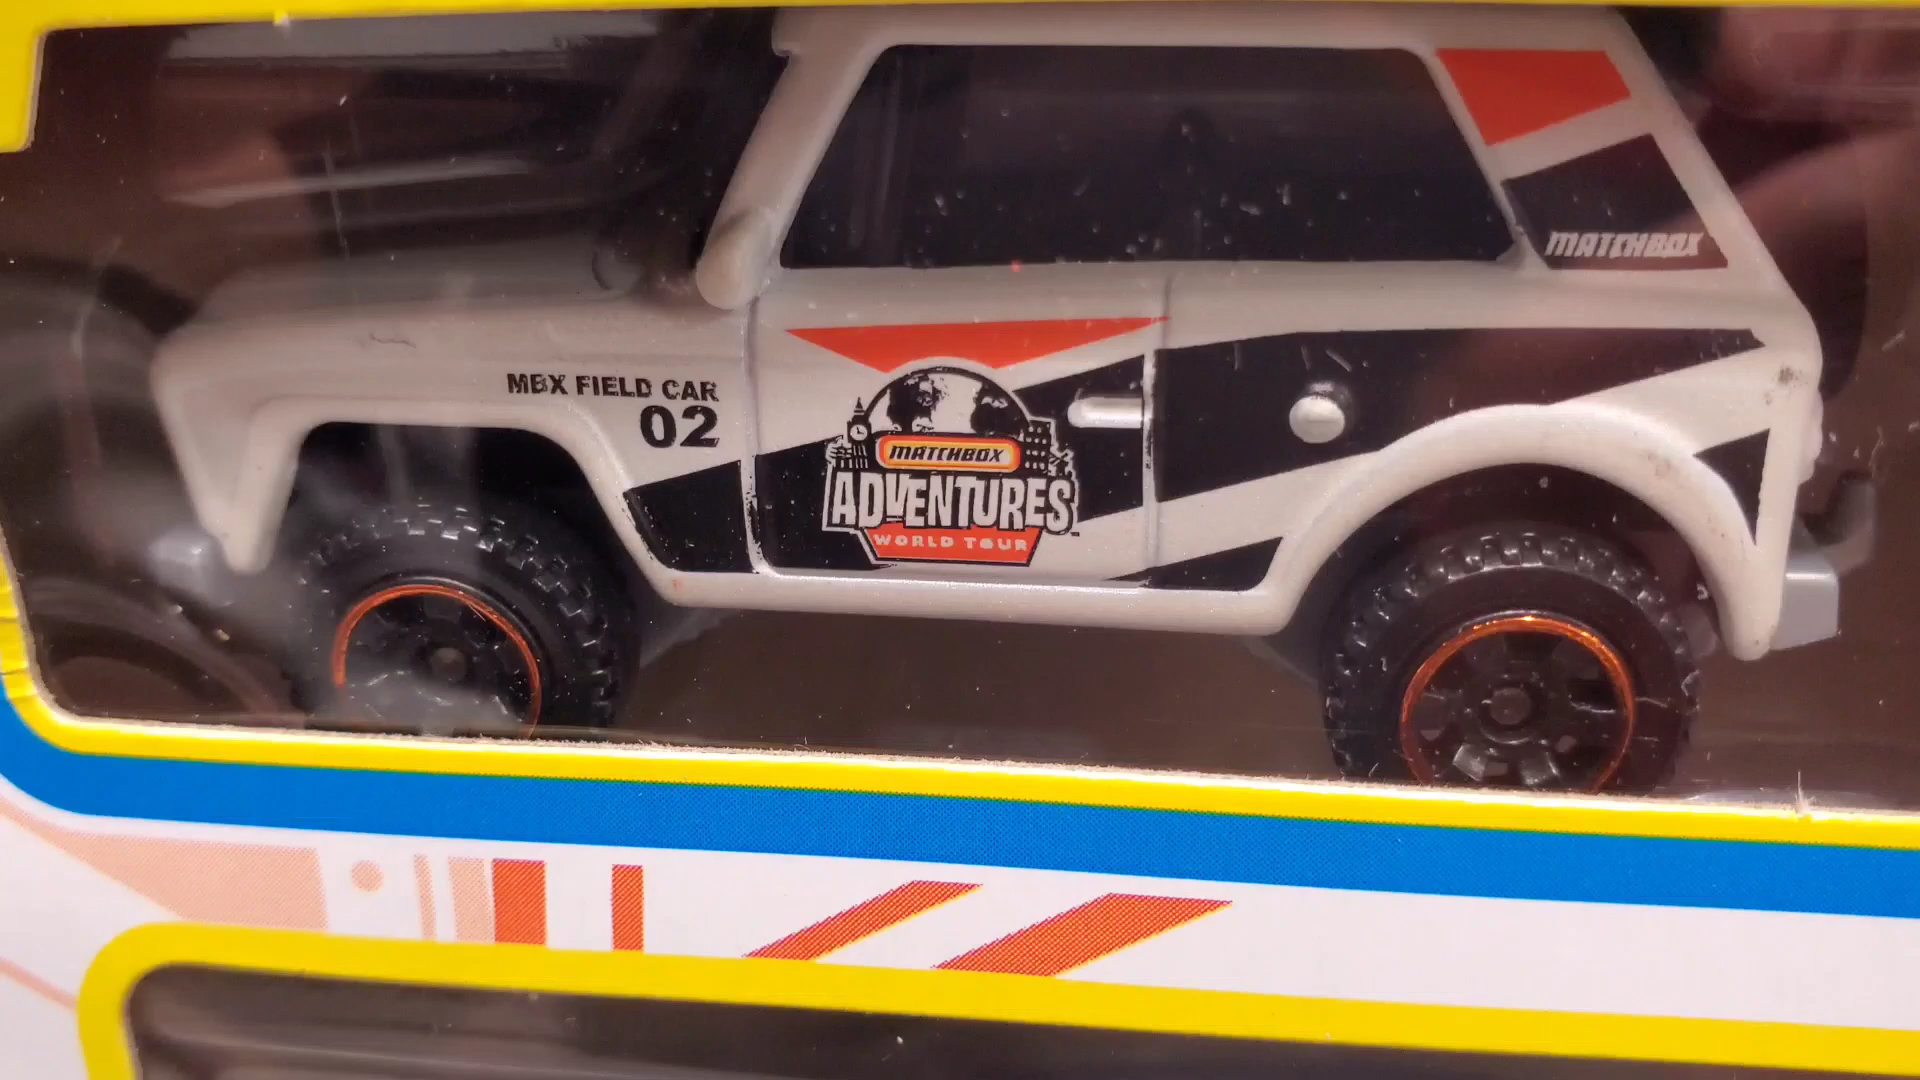 MATCHBOX
MBX FIELD CAR
02
MATCHBOX
ADVENTURES
WORLD TOUR